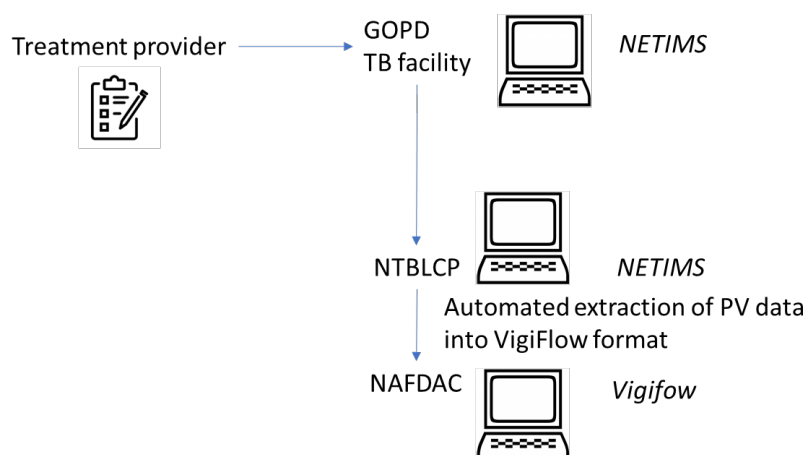 Treatment provider
GOPD
TB facility
NETIMS
NTBLCP
NETIMS
Automated extraction of PV data
into VigiFlow format
NAFDAC
Vigifow